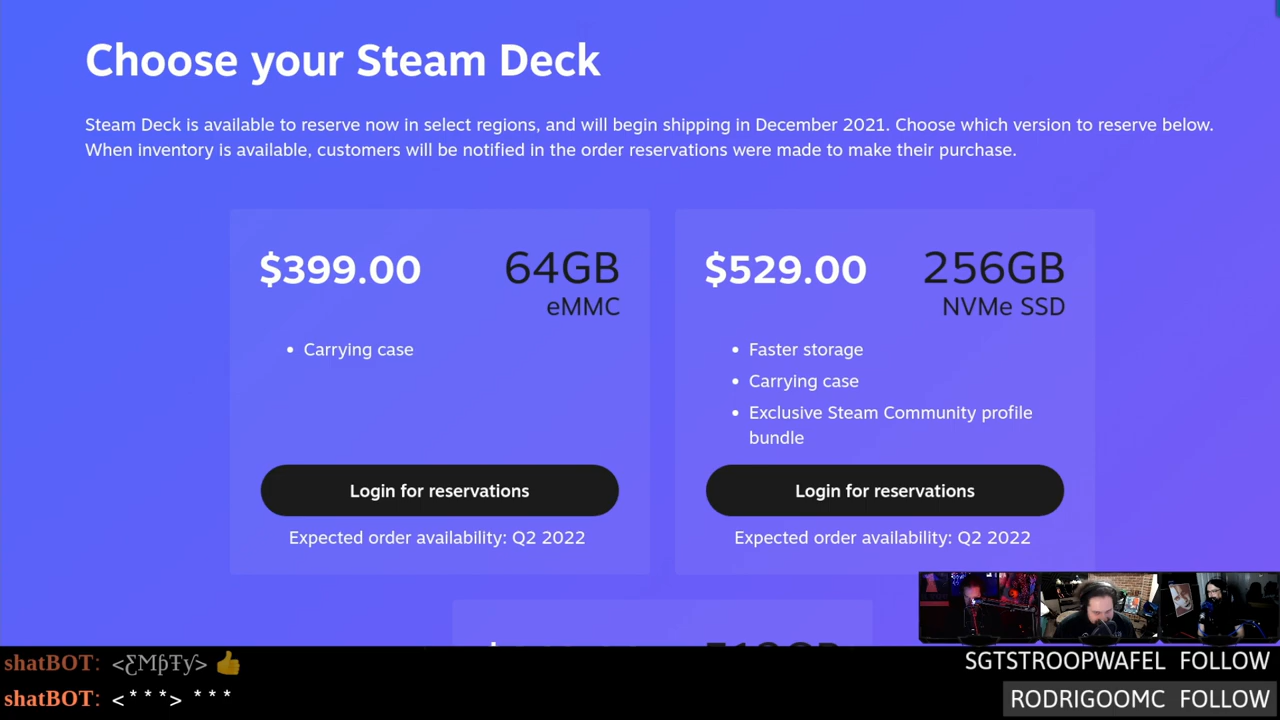 Choose your Steam Deck
Steam Deck is available to reserve now in select regions, and will begin shipping in December 2021. Choose which version to reserve below.
When inventory is available, customers will be notified in the order reservations were made to make their purchase.
$399.00
64GB
eMMC
• Carrying case
Login for reservations
Expected order availability: Q2 2022
$529.00
256GB
NVMe SSD
• Faster storage
• Carrying case
• Exclusive Steam Community profile
bundle
Login for reservations
Expected order availability: Q2 2022
shatBOT: <ƸMƥŦƴ> 👍
shatBOT: <***> ***
SGTSTROOPWAFEL FOLLOW
RODRIGOOMC FOLLOW